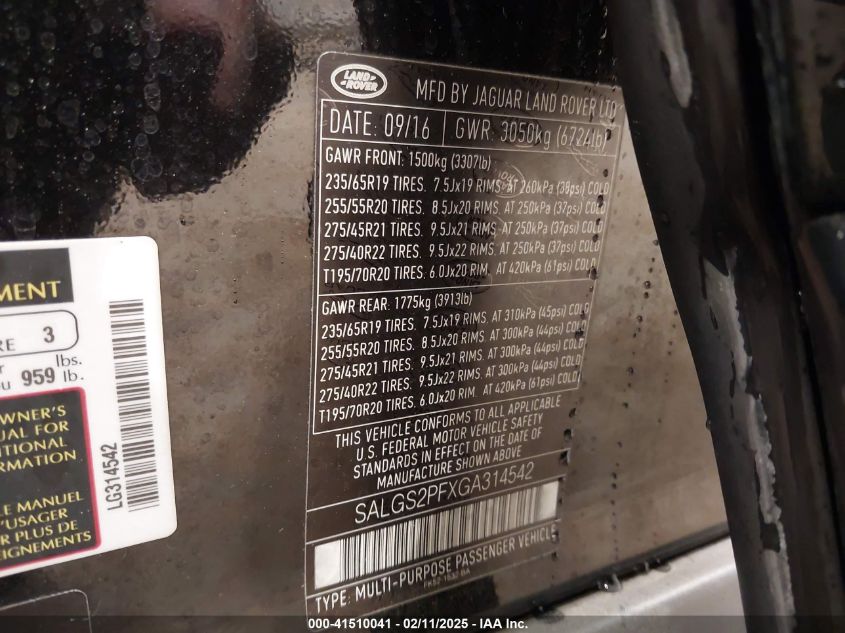 LAND ROVER
MFD BY JAGUAR LAND ROVER LTD
DATE: 09/16 GWR: 3050kg (6724lb)
GAWR FRONT: 1500kg (3307lb)
235/65R19 TIRES. 7.5Jx19 RIMS. AT 260kPa (38psi) COLD
255/55R20 TIRES. 8.5Jx20 RIMS. AT 250kPa (37psi) COLD
275/45R21 TIRES. 9.5Jx21 RIMS. AT 250kPa (37psi) COLD
275/40R22 TIRES. 9.5Jx22 RIMS. AT 250kPa (37psi) COLD
T195/70R20 TIRES. 6.0Jx20 RIM. AT 420kPa (61psi) COLD
GAWR REAR: 1775kg (3913lb)
235/65R19 TIRES. 7.5Jx19 RIMS. AT 310kPa (45psi) COLD
255/55R20 TIRES. 8.5Jx20 RIMS. AT 300kPa (44psi) COLD
275/45R21 TIRES. 9.5Jx21 RIMS. AT 300kPa (44psi) COLD
275/40R22 TIRES. 9.5Jx22 RIMS. AT 300kPa (44psi) COLD
T195/70R20 TIRES. 6.0Jx20 RIM. AT 420kPa (61psi) COLD
THIS VEHICLE CONFORMS TO ALL APPLICABLE
U.S. FEDERAL MOTOR VEHICLE SAFETY
STANDARDS IN EFFECT ON THE DATE OF
MANUFACTURE SHOWN ABOVE
SALGS2PFXGA314542
TYPE: MULTI-PURPOSE PASSENGER VEHICLE
FK52-1532-BA
MENT
RE 3
r lbs.
ou 959 lb.
WNER'S
UAL FOR
ITIONAL
RMATION
LE MANUEL
'USAGER
R PLUS DE
EIGNEMENTS
LG314542
000-41510041 - 02/11/2025 - IAA Inc.